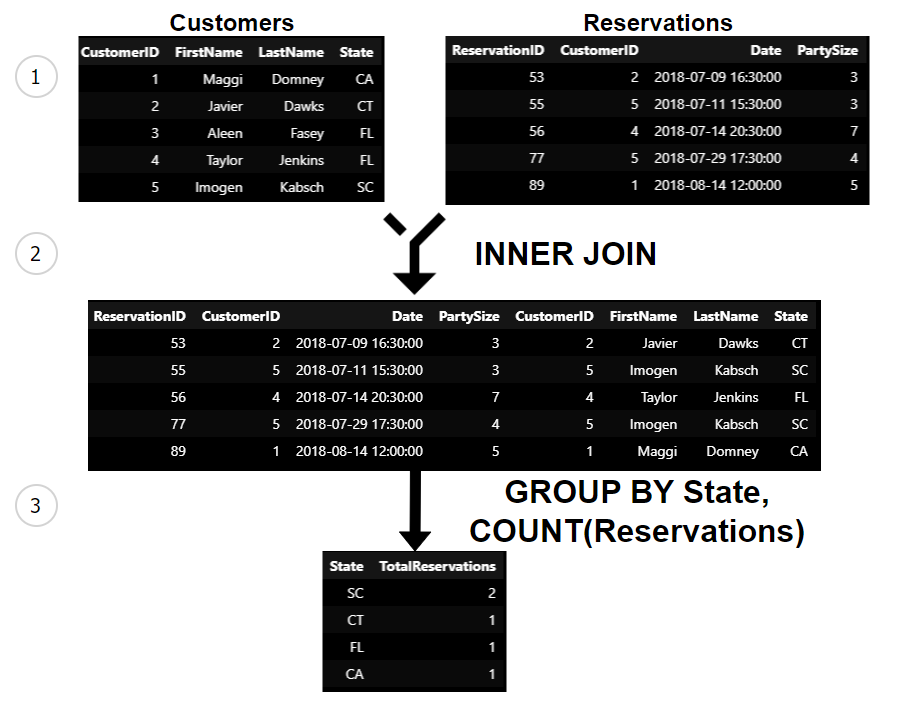 Customers
Reservations
1
CustomerID FirstName LastName State
1 Maggi Domney CA
2 Javier Dawks CT
3 Aleen Fasey FL
4 Taylor Jenkins FL
5 Imogen Kabsch SC
ReservationID CustomerID Date PartySize
53 2 2018-07-09 16:30:00 3
55 5 2018-07-11 15:30:00 3
56 4 2018-07-14 20:30:00 7
77 5 2018-07-29 17:30:00 4
89 1 2018-08-14 12:00:00 5
2
INNER JOIN
ReservationID CustomerID Date PartySize CustomerID FirstName LastName State
53 2 2018-07-09 16:30:00 3 2 Javier Dawks CT
55 5 2018-07-11 15:30:00 3 5 Imogen Kabsch SC
56 4 2018-07-14 20:30:00 7 4 Taylor Jenkins FL
77 5 2018-07-29 17:30:00 4 5 Imogen Kabsch SC
89 1 2018-08-14 12:00:00 5 1 Maggi Domney CA
3
GROUP BY State,
COUNT(Reservations)
State TotalReservations
SC 2
CT 1
FL 1
CA 1